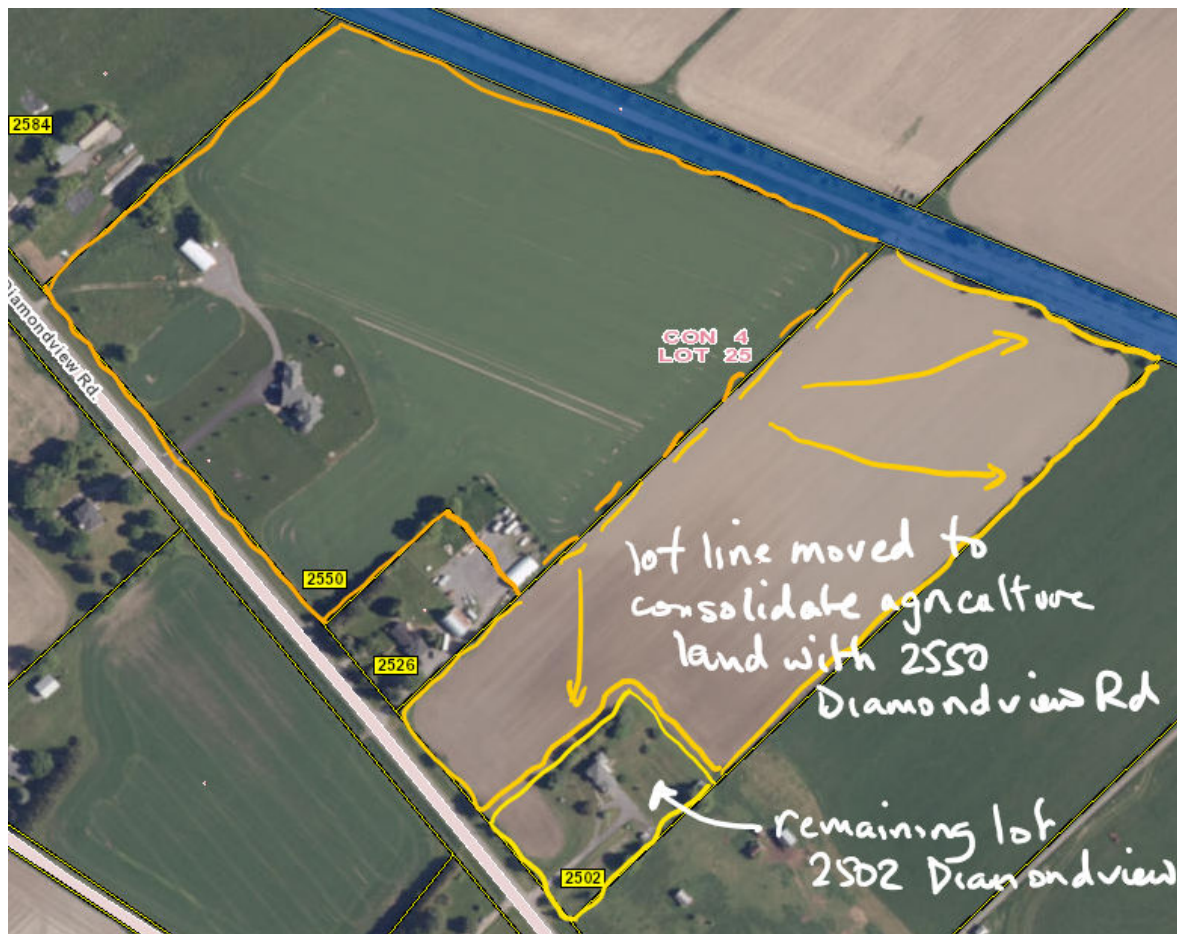 2584
Diamondview Rd.
CON 4
LOT 25
2550
2526
lot line moved to
consolidate agriculture
land with 2550
Diamondview Rd
remaining lot
2502 Diamondview
2502